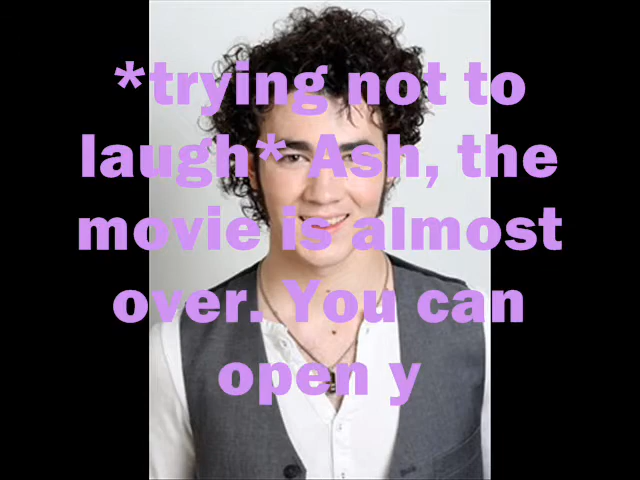 *trying not to
laugh* Ash, the
movie is almost
over. You can
open y